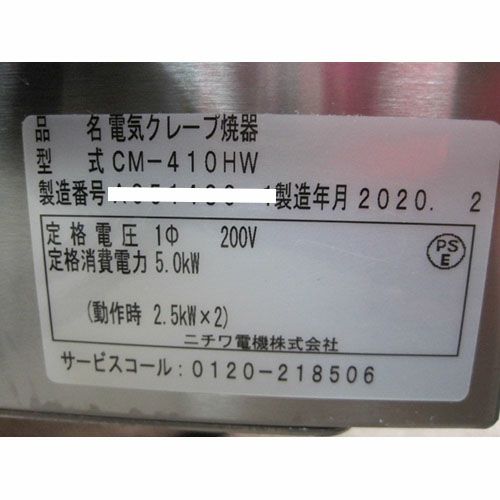 品 名 電気クレープ焼器
型 式 CM-410HW
製造番号 製造年月 2020. 2
定格電圧 1Φ 200V
定格消費電力 5.0kW
PS E
(動作時 2.5kW×2)
ニチワ電機株式会社
サービスコール:0120-218506